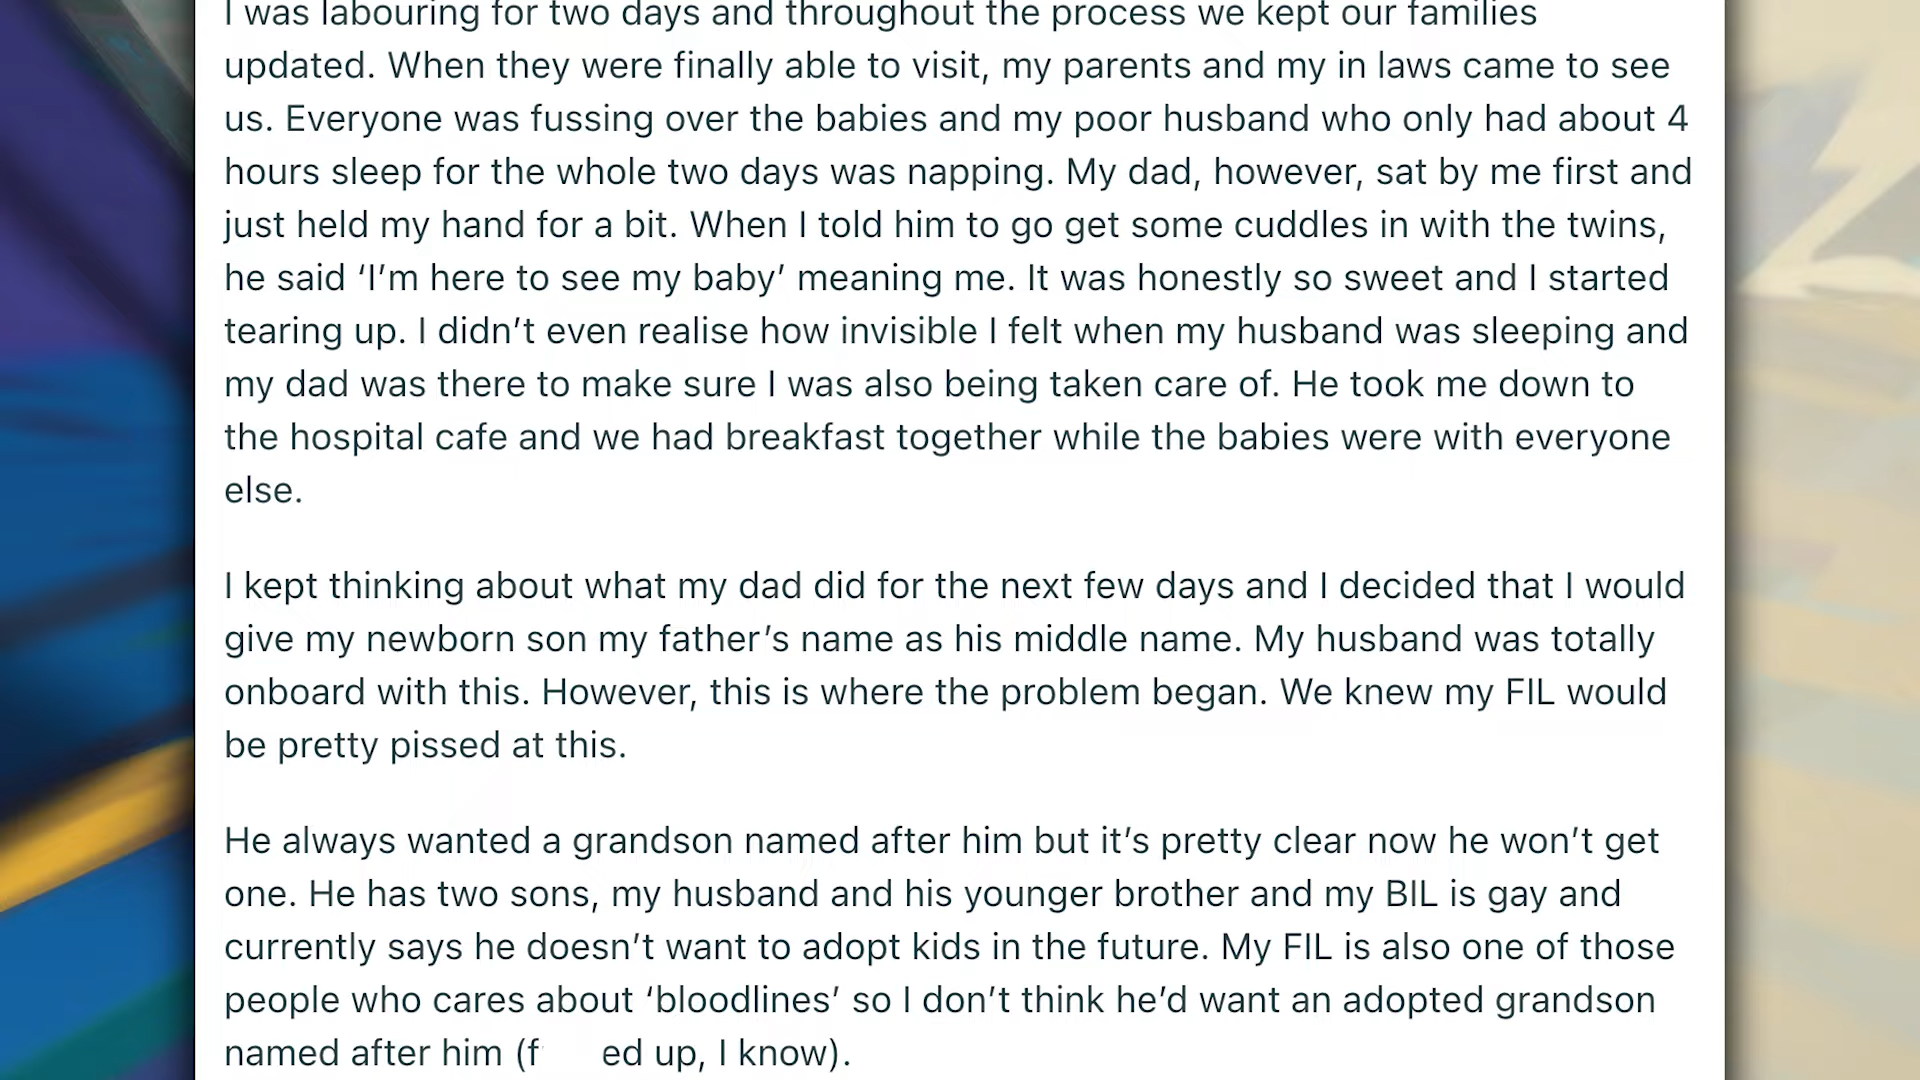 I was labouring for two days and throughout the process we kept our families
updated. When they were finally able to visit, my parents and my in laws came to see
us. Everyone was fussing over the babies and my poor husband who only had about 4
hours sleep for the whole two days was napping. My dad, however, sat by me first and
just held my hand for a bit. When I told him to go get some cuddles in with the twins,
he said ‘I’m here to see my baby’ meaning me. It was honestly so sweet and I started
tearing up. I didn’t even realise how invisible I felt when my husband was sleeping and
my dad was there to make sure I was also being taken care of. He took me down to
the hospital cafe and we had breakfast together while the babies were with everyone
else.
I kept thinking about what my dad did for the next few days and I decided that I would
give my newborn son my father’s name as his middle name. My husband was totally
onboard with this. However, this is where the problem began. We knew my FIL would
be pretty pissed at this.
He always wanted a grandson named after him but it’s pretty clear now he won’t get
one. He has two sons, my husband and his younger brother and my BIL is gay and
currently says he doesn’t want to adopt kids in the future. My FIL is also one of those
people who cares about ‘bloodlines’ so I don’t think he’d want an adopted grandson
named after him (f ed up, I know).